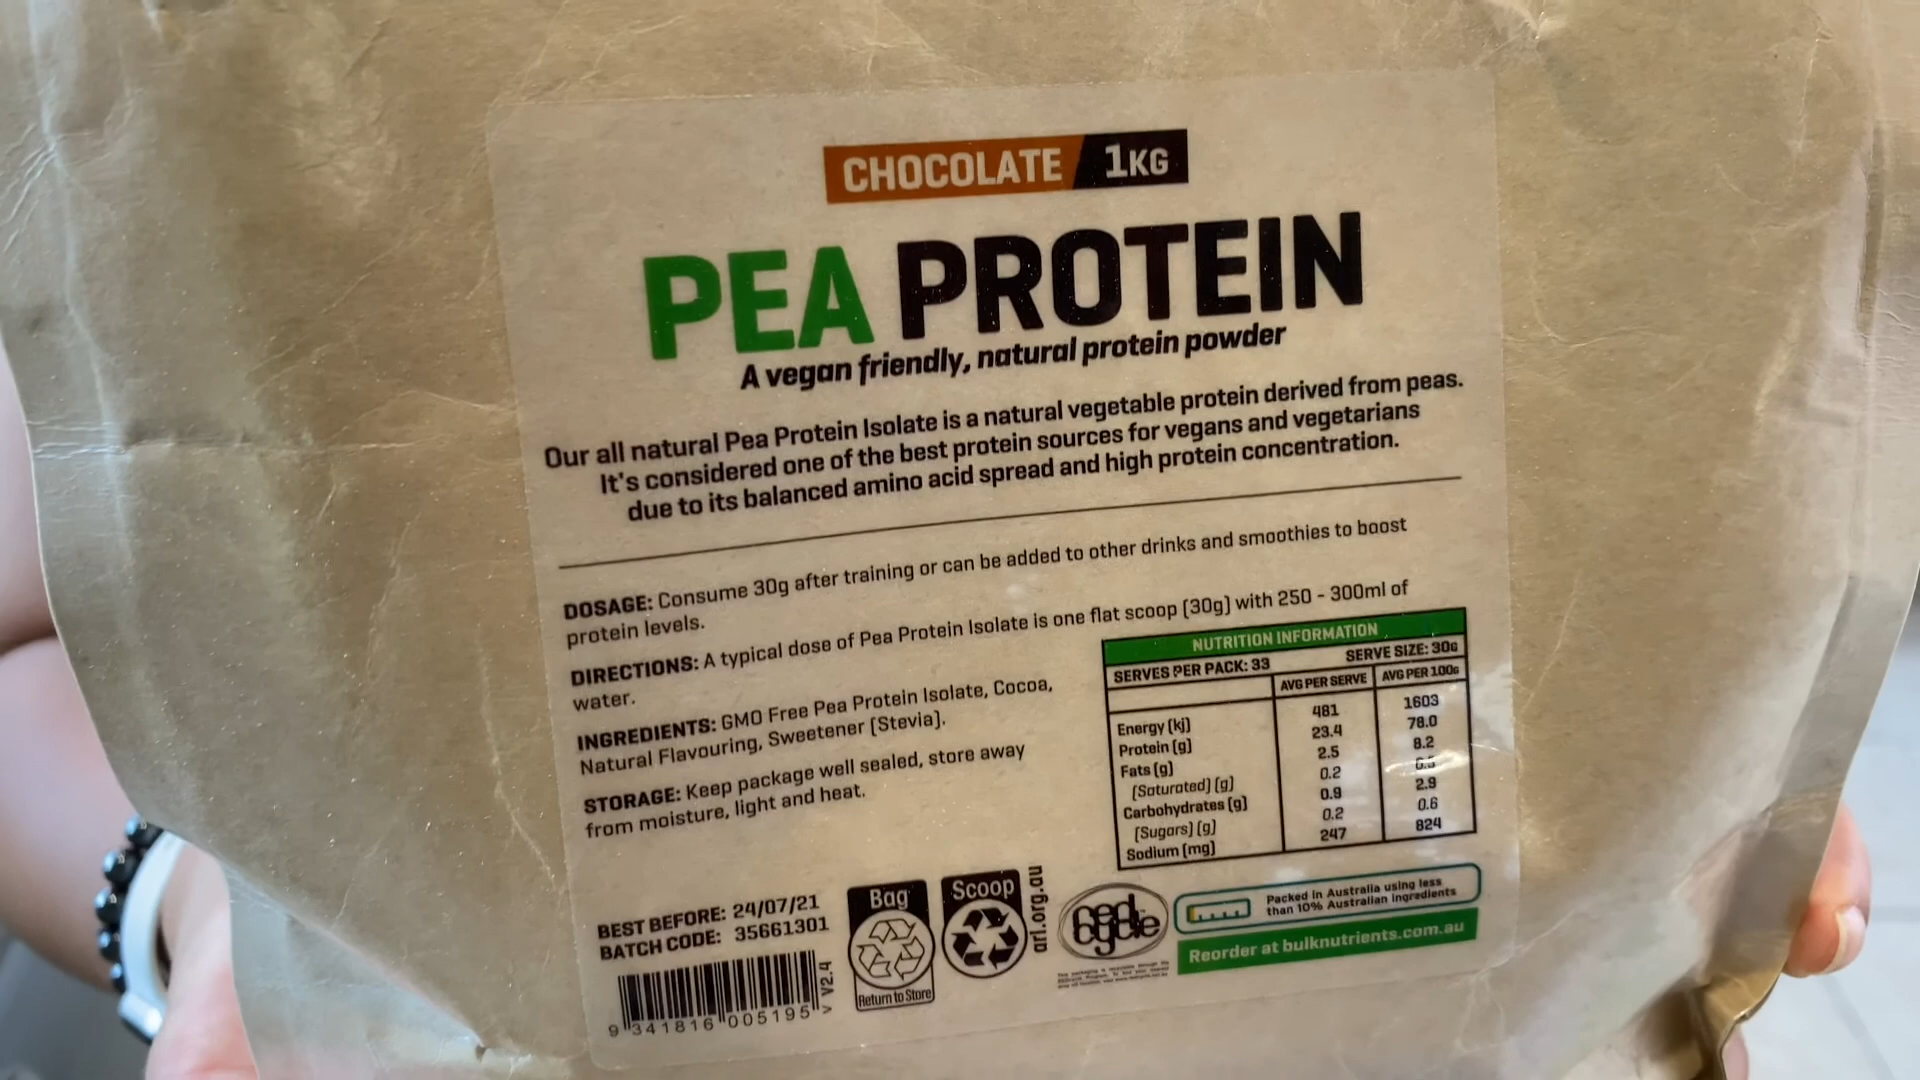 CHOCOLATE 1KG
PEA PROTEIN
A vegan friendly, natural protein powder
Our all natural Pea Protein Isolate is a natural vegetable protein derived from peas.
It's considered one of the best protein sources for vegans and vegetarians
due to its balanced amino acid spread and high protein concentration.
DOSAGE: Consume 30g after training or can be added to other drinks and smoothies to boost
protein levels.
DIRECTIONS: A typical dose of Pea Protein Isolate is one flat scoop (30g) with 250 - 300ml of
water.
INGREDIENTS: GMO Free Pea Protein Isolate, Cocoa,
Natural Flavouring, Sweetener (Stevia).
STORAGE: Keep package well sealed, store away
from moisture, light and heat.
NUTRITION INFORMATION
SERVES PER PACK: 33 SERVE SIZE: 30G
AVG PER SERVE AVG PER 100G
Energy (kj) 481 1603
Protein (g) 23.4 78.0
Fats (g) 2.5 8.2
(Saturated) (g) 0.2
Carbohydrates (g) 0.9 2.9
(Sugars) (g) 0.2 0.6
Sodium (mg) 247 824
BEST BEFORE: 24/07/21
BATCH CODE: 35661301
9 341816 005195 >
V2.4
Bag
Return to Store
Scoop
arl.org.au
red cycle
Packed in Australia using less
than 10% Australian ingredients
Reorder at bulknutrients.com.au